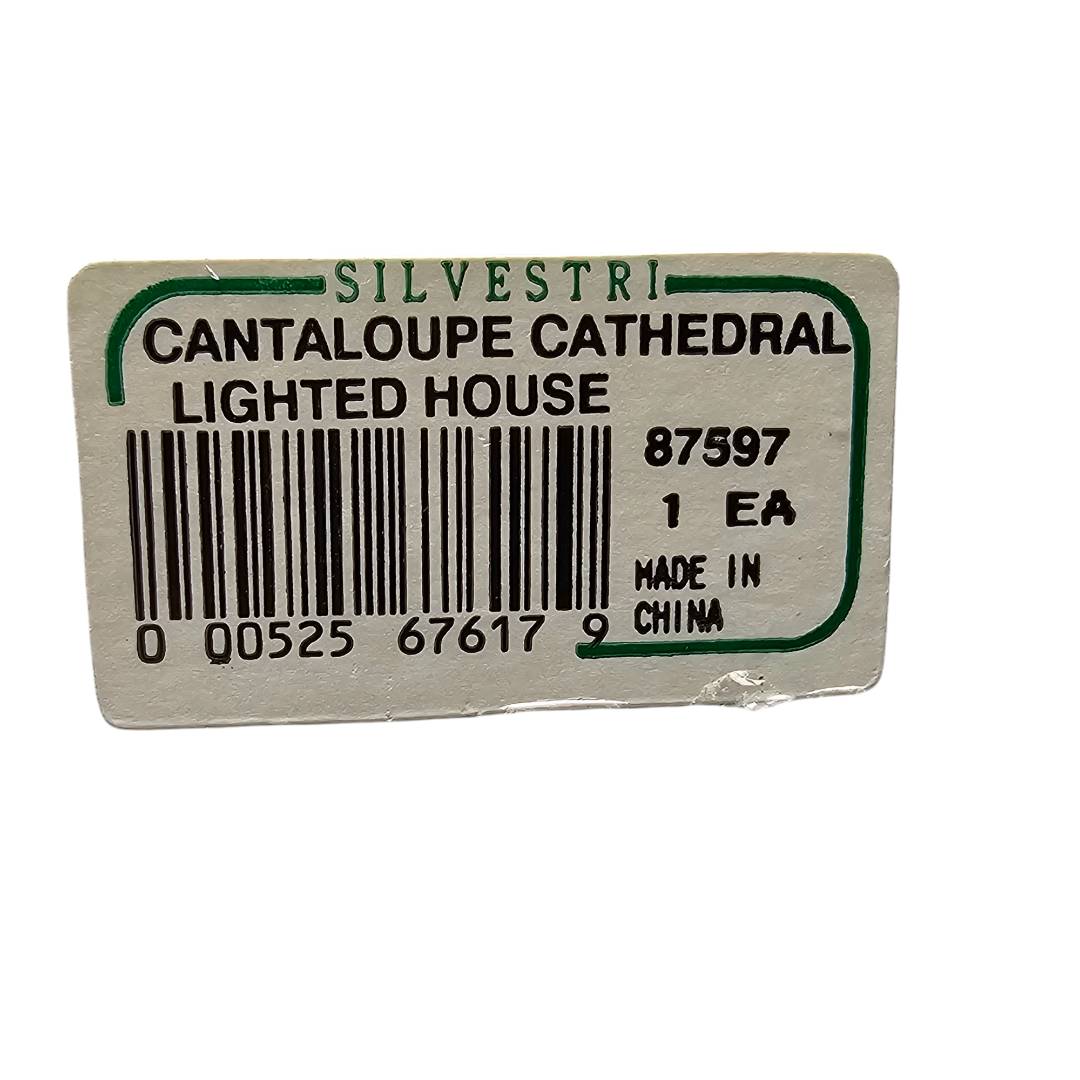 SILVESTRI
CANTALOUPE CATHEDRAL
LIGHTED HOUSE
87597
1 EA
MADE IN
CHINA
0 00525 67617 9